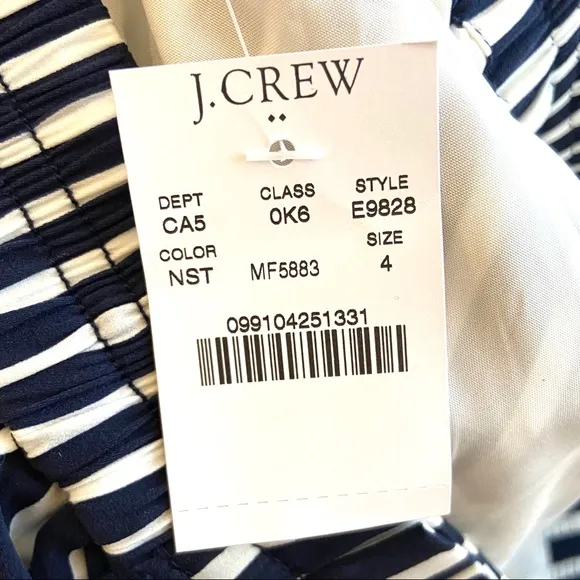 J.CREW
DEPT CLASS STYLE
CA5 0K6 E9828
COLOR SIZE
NST MF5883 4
099104251331